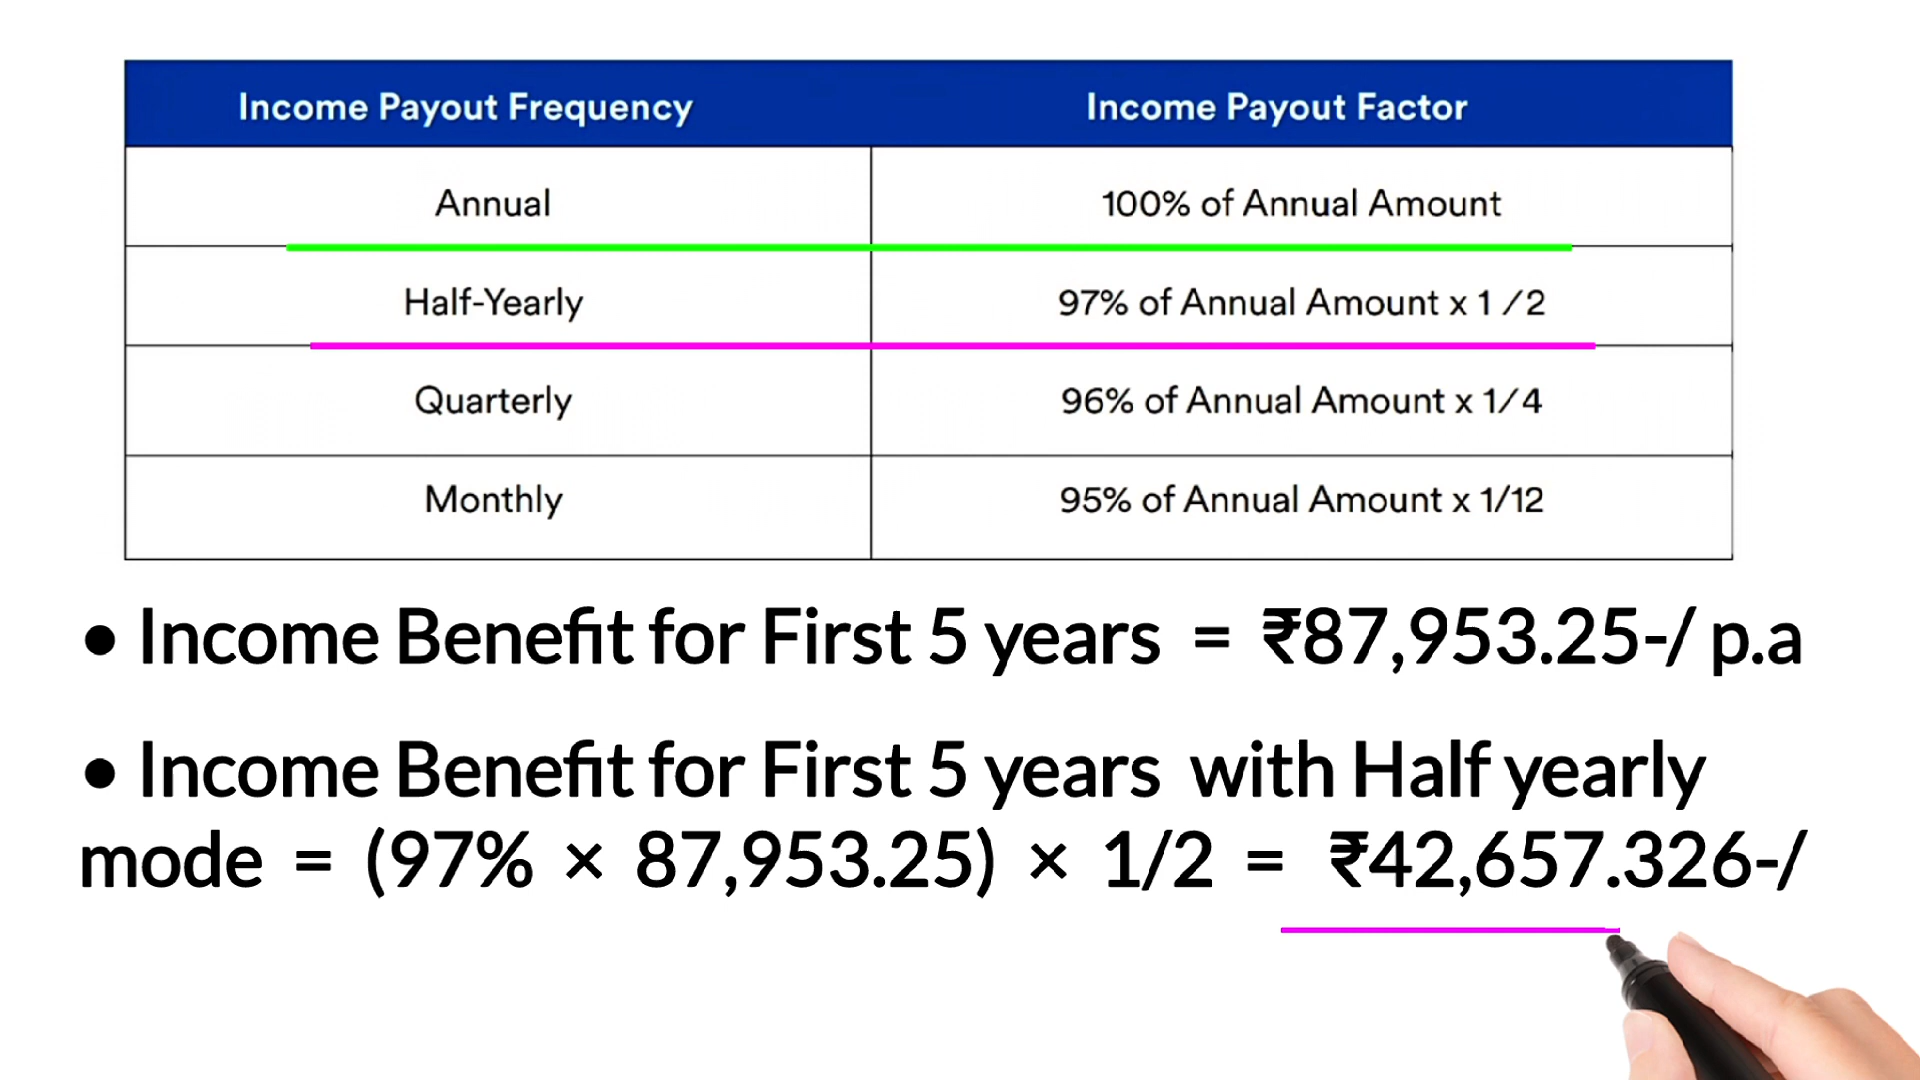 Income Payout Frequency Income Payout Factor
Annual 100% of Annual Amount
Half-Yearly 97% of Annual Amount x 1 / 2
Quarterly 96% of Annual Amount x 1/4
Monthly 95% of Annual Amount x 1/12
• Income Benefit for First 5 years = ₹87,953.25-/ p.a
• Income Benefit for First 5 years with Half yearly
mode = (97% × 87,953.25) × 1/2 = ₹42,657.326-/